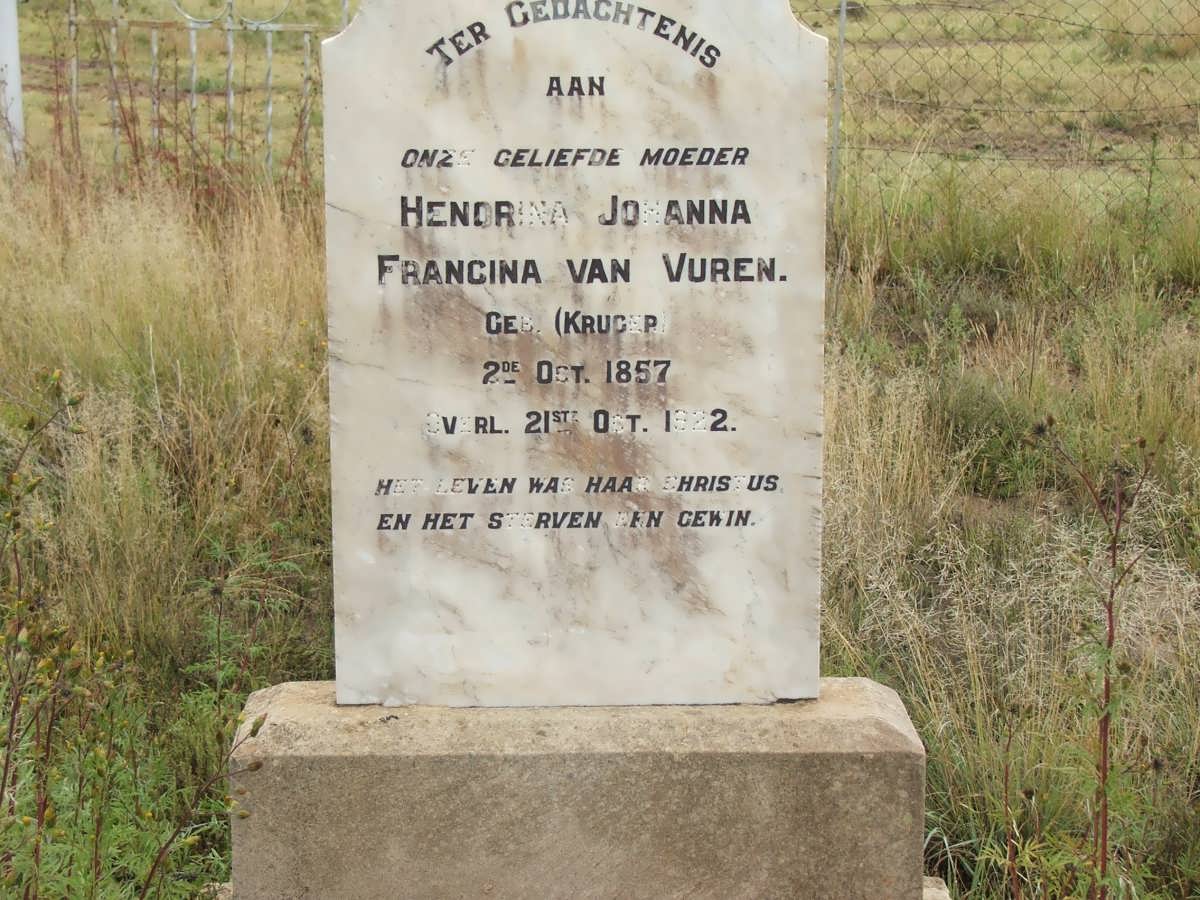 TER GEDACHTENIS
AAN
ONZE GELIEFDE MOEDER
HENDRINA JOHANNA
FRANCINA VAN VUREN.
GEB. (KRUGER)
2DE OCT. 1857
OVERL. 21STE OCT. 1922.
HET LEVEN WAS HAAR CHRISTUS
EN HET STERVEN EEN GEWIN.